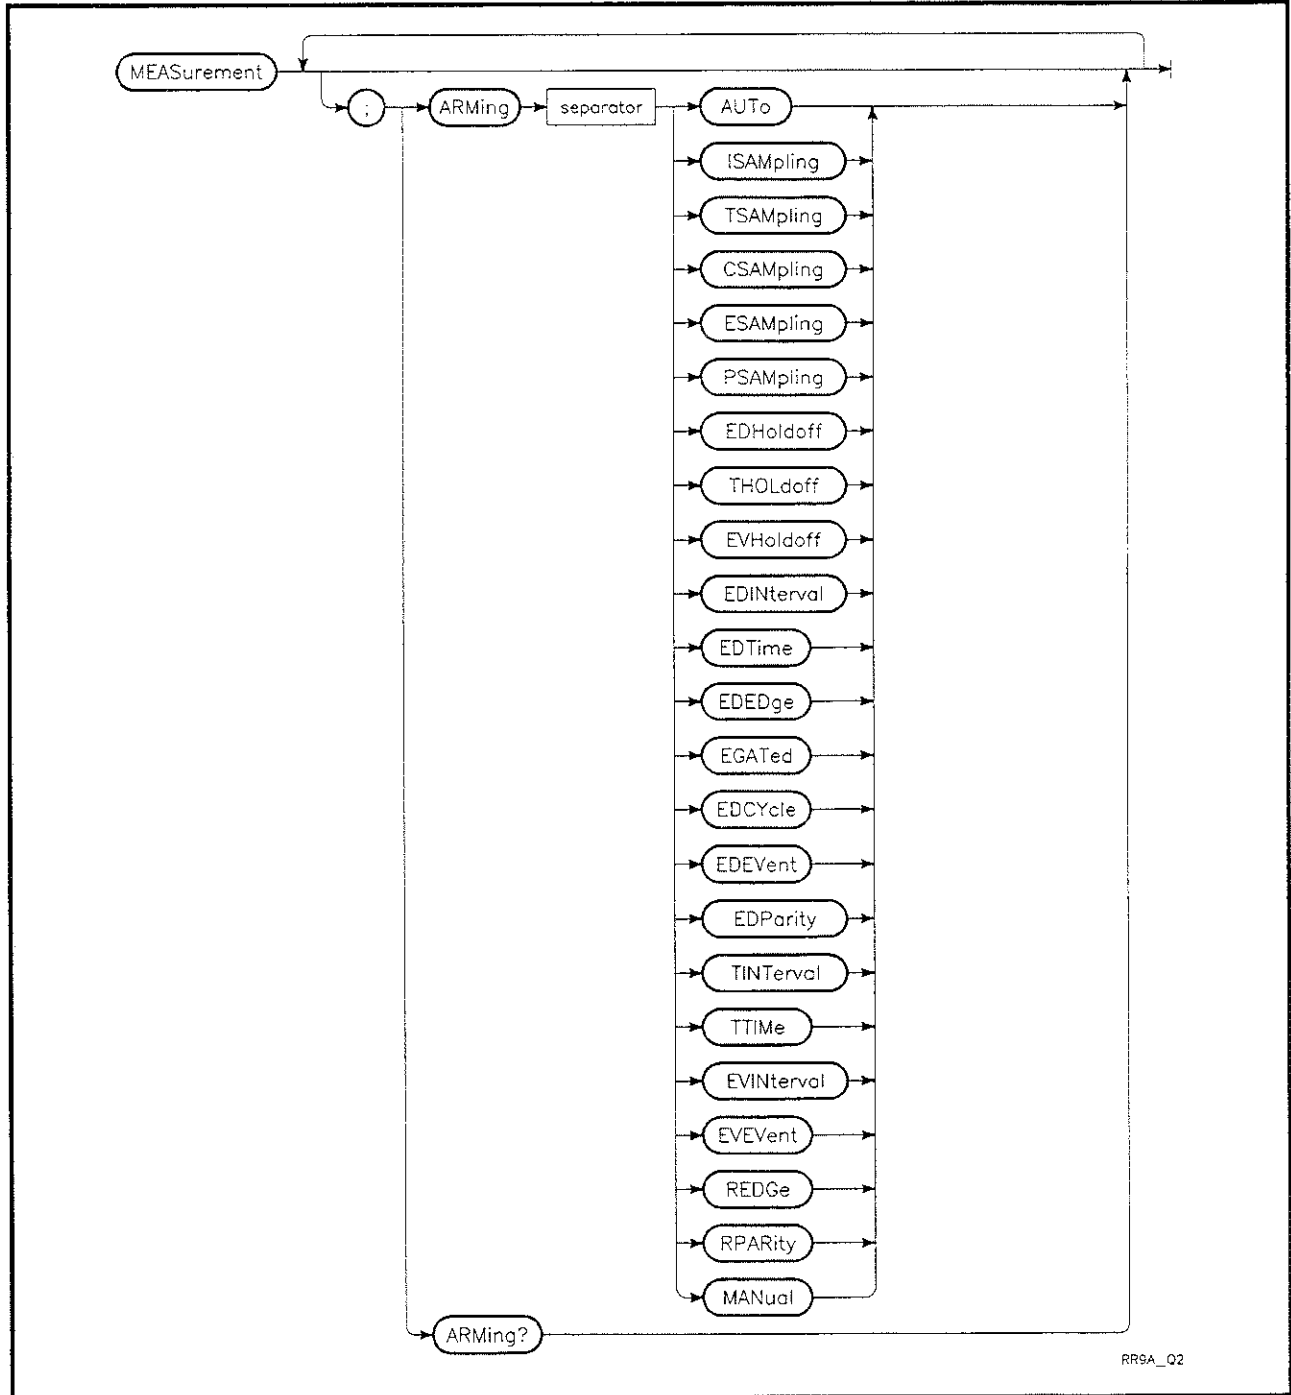 MEASurement
; ARMing separator AUTo
ISAMpling
TSAMpling
CSAMpling
ESAMpling
PSAMpling
EDHoldoff
THOLdoff
EVHoldoff
EDINterval
EDTime
EDEDge
EGATed
EDCYcle
EDEVent
EDParity
TINTerval
TTIMe
EVINterval
EVEVent
REDGe
RPARity
MANual
ARMing?
RR9A_Q2